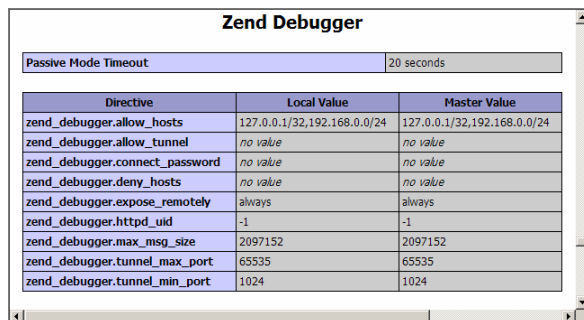 Zend Debugger
Passive Mode Timeout 20 seconds
Directive Local Value Master Value
zend_debugger.allow_hosts 127.0.0.1/32,192.168.0.0/24 127.0.0.1/32,192.168.0.0/24
zend_debugger.allow_tunnel no value no value
zend_debugger.connect_password no value no value
zend_debugger.deny_hosts no value no value
zend_debugger.expose_remotely always always
zend_debugger.httpd_uid -1 -1
zend_debugger.max_msg_size 2097152 2097152
zend_debugger.tunnel_max_port 65535 65535
zend_debugger.tunnel_min_port 1024 1024